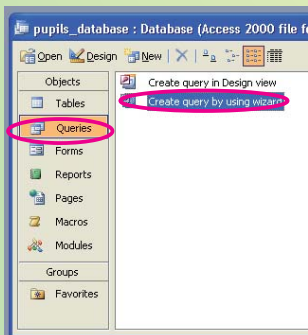 pupils_database : Database (Access 2000 file f
Open Design New
Objects
Tables
Queries
Forms
Reports
Pages
Macros
Modules
Groups
Favorites
Create query in Design view
Create query by using wizard